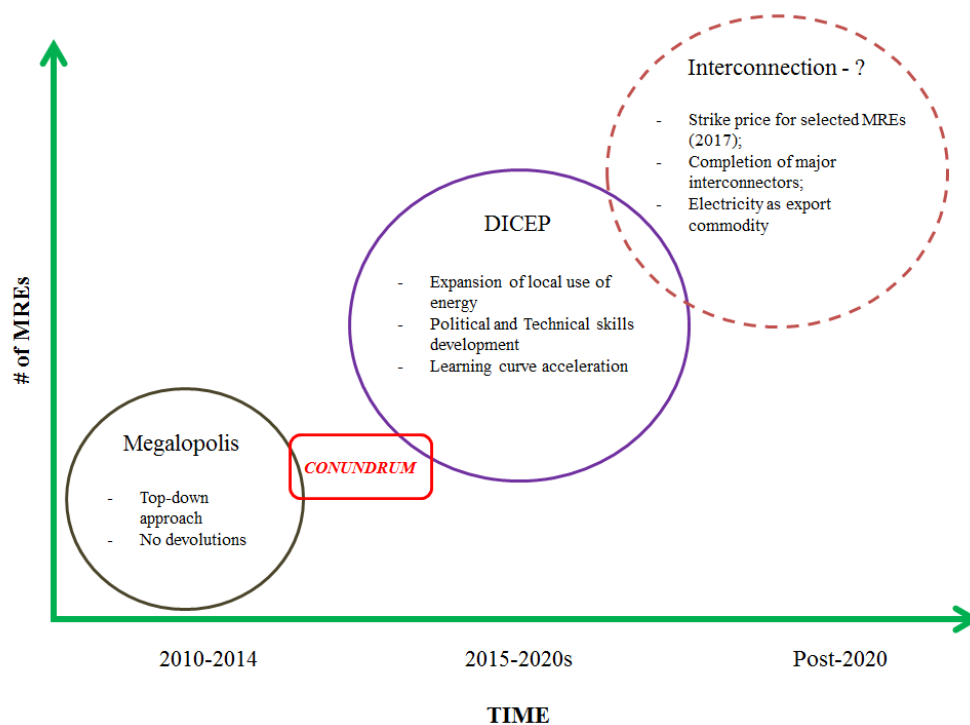 Interconnection - ?
- Strike price for selected MREs
(2017);
- Completion of major
interconnectors;
- Electricity as export
commodity
DICEP
- Expansion of local use of
energy
- Political and Technical skills
development
- Learning curve acceleration
# of MREs
Megalopolis
- Top-down
approach
- No devolutions
CONUNDRUM
2010-2014
2015-2020s
Post-2020
TIME